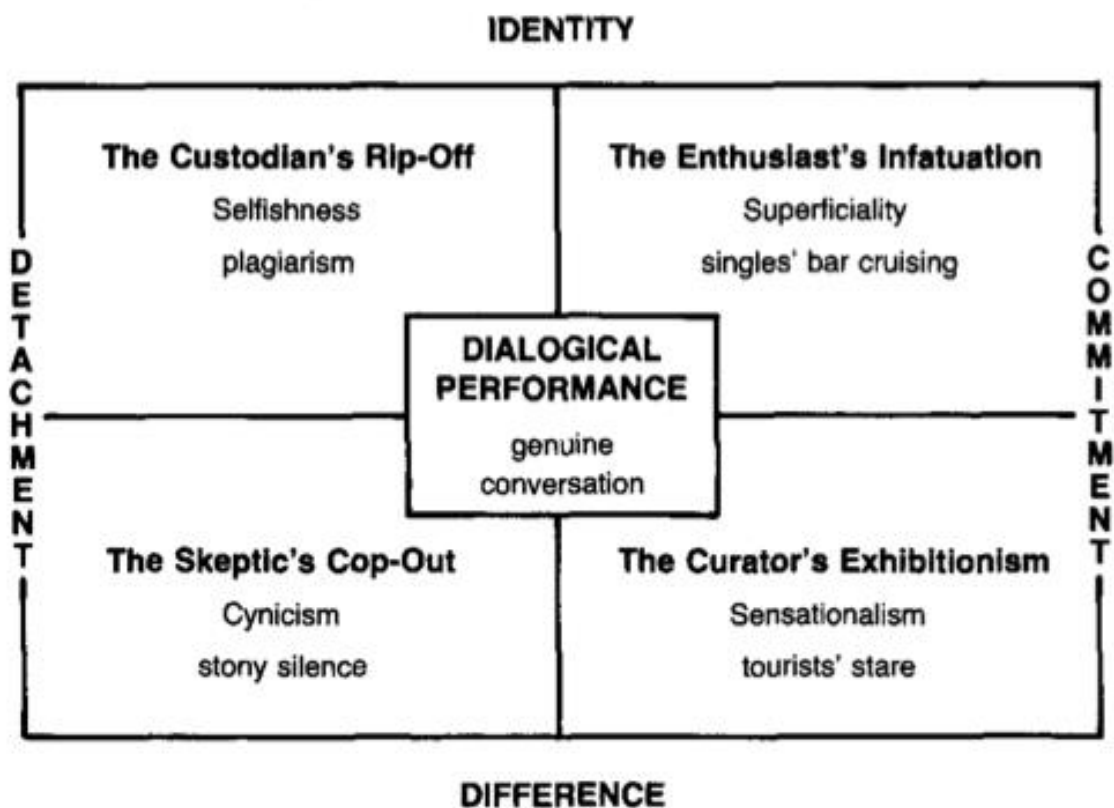 IDENTITY
The Custodian's Rip-Off
Selfishness
plagiarism
The Enthusiast's Infatuation
Superficiality
singles' bar cruising
DETACHMENT
COMMITMENT
DIALOGICAL
PERFORMANCE
genuine
conversation
The Skeptic's Cop-Out
Cynicism
stony silence
The Curator's Exhibitionism
Sensationalism
tourists' stare
DIFFERENCE